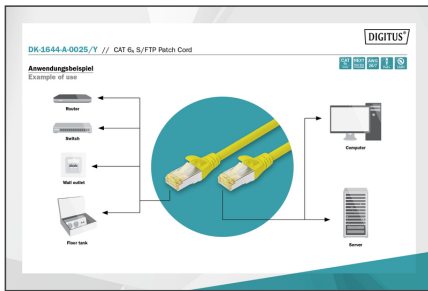 DIGITUS®
DK-1644-A-0025/Y // CAT 6A S/FTP Patch Cord
Anwendungsbeispiel
Example of use
Router
Switch
Wall outlet
Floor tank
Computer
Server